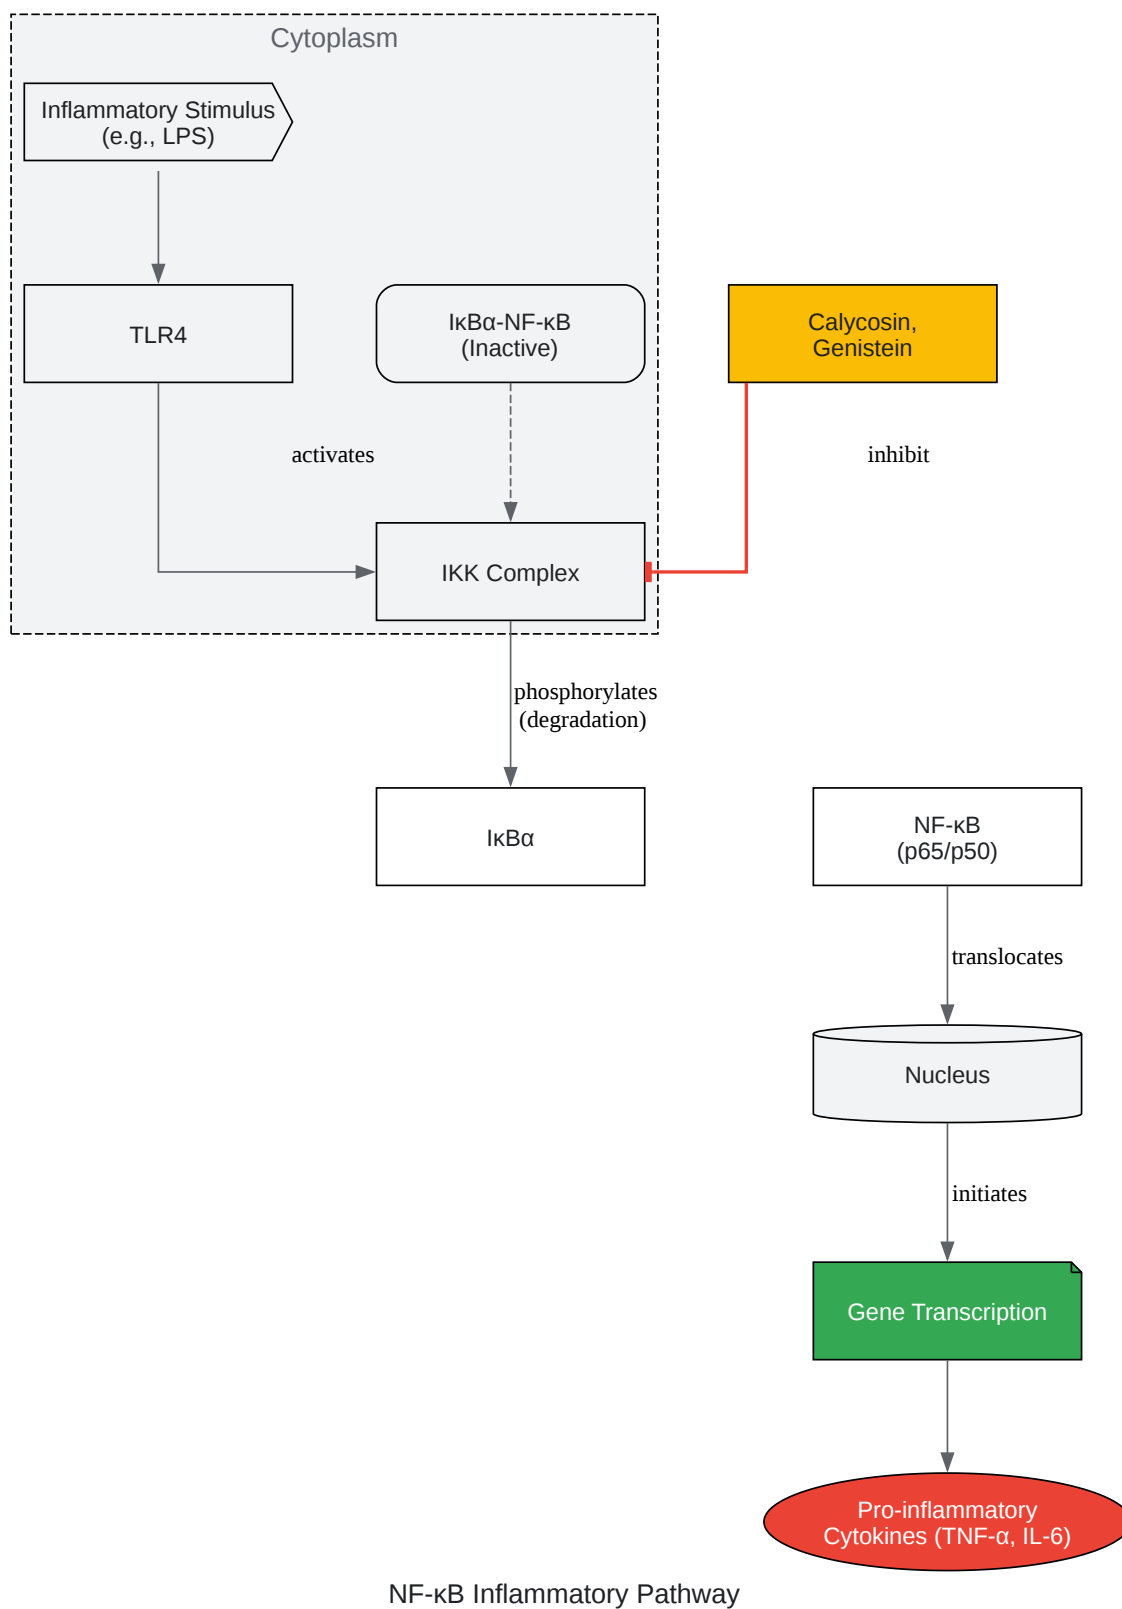 Cytoplasm
Inflammatory Stimulus
(e.g., LPS)
TLR4
IκBα-NF-κB
(Inactive)
Calycosin,
Genistein
activates
inhibit
IKK Complex
phosphorylates
(degradation)
IκBα
NF-κB
(p65/p50)
translocates
Nucleus
initiates
Gene Transcription
Pro-inflammatory
Cytokines (TNF-α, IL-6)
NF-κB Inflammatory Pathway